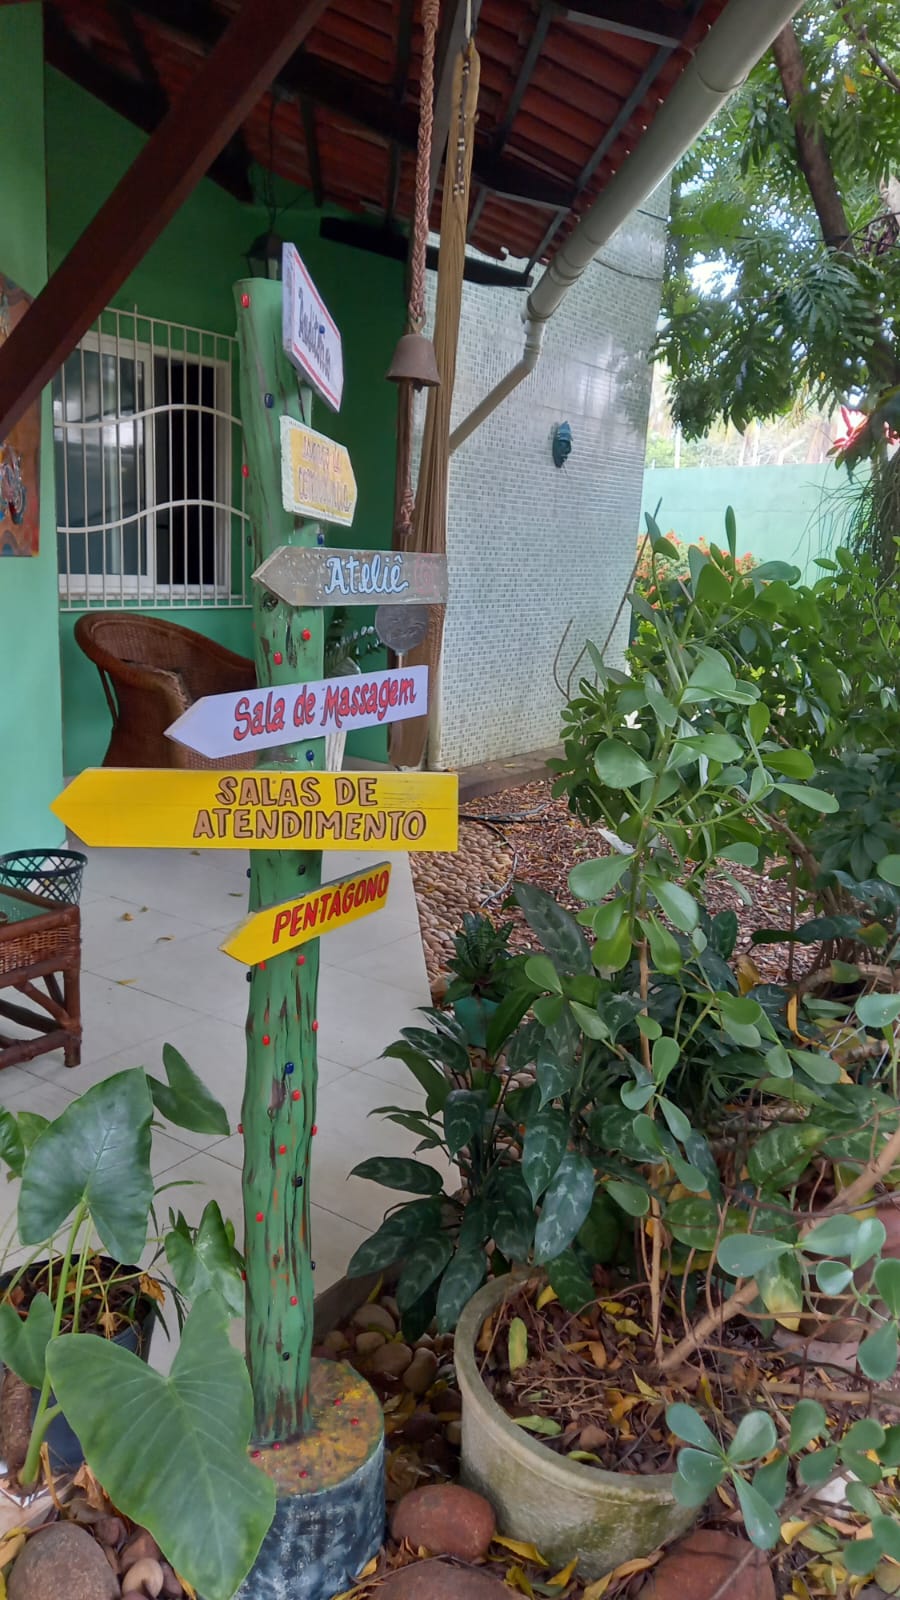 Ateliê
Sala de Massagem
SALAS DE
ATENDIMENTO
PENTÁGONO